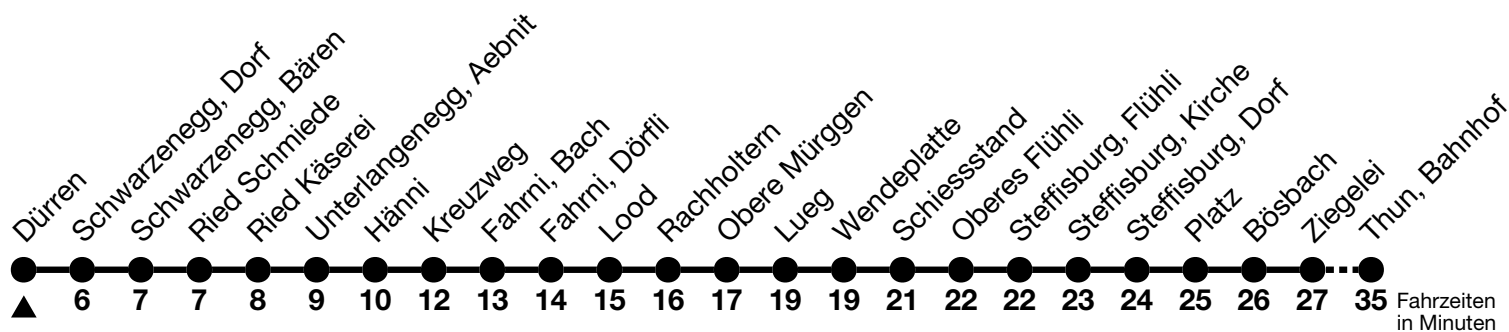 Dürren
Schwarzenegg, Dorf
Schwarzenegg, Bären
Ried Schmiede
Ried Käserei
Unterlangenegg, Aebnit
Hänni
Kreuzweg
Fahrni, Bach
Fahrni, Dörfli
Lood
Rachholtern
Obere Mürggen
Lueg
Wendeplatte
Schiessstand
Oberes Flühli
Steffisburg, Flühli
Steffisburg, Kirche
Steffisburg, Dorf
Platz
Bösbach
Ziegelei
Thun, Bahnhof
6 7 7 8 9 10 12 13 14 15 16 17 19 19 21 22 22 23 24 25 26 27 35 Fahrzeiten
in Minuten